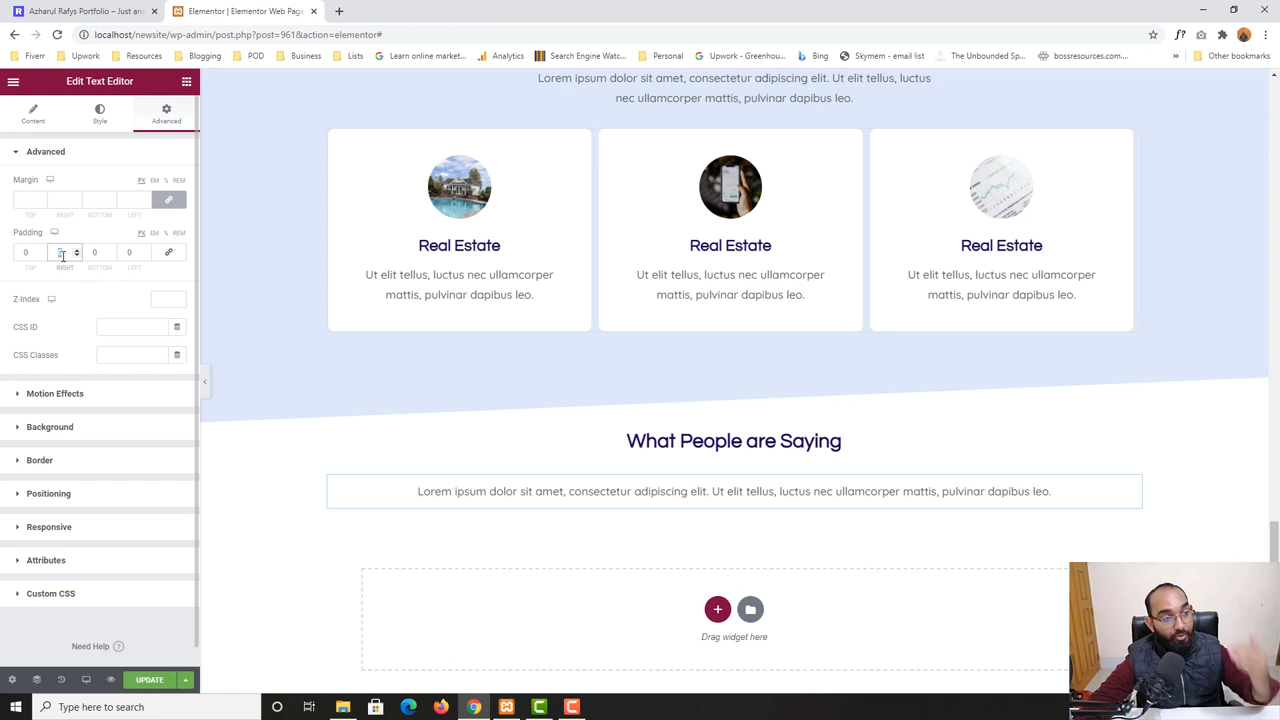 Azharul Rafys Portfolio – Just and
Elementor | Elementor Web Page
localhost/newsite/wp-admin/post.php?post=961&action=elementor#
Fiverr
Upwork
Resources
Blogging
POD
Business
Lists
Learn online market...
Analytics
Search Engine Watc...
Personal
Upwork - Greenhou...
Bing
Skymem - email list
The Unbounded Sp...
bossresources.com...
Other bookmarks
Edit Text Editor
Content
Style
Advanced
Advanced
Margin
PX EM % REM
TOP RIGHT BOTTOM LEFT
Padding
PX EM % REM
0 0 0
TOP RIGHT BOTTOM LEFT
Z-Index
CSS ID
CSS Classes
Motion Effects
Background
Border
Positioning
Responsive
Attributes
Custom CSS
Need Help
UPDATE
Lorem ipsum dolor sit amet, consectetur adipiscing elit. Ut elit tellus, luctus
nec ullamcorper mattis, pulvinar dapibus leo.
Real Estate
Ut elit tellus, luctus nec ullamcorper
mattis, pulvinar dapibus leo.
Real Estate
Ut elit tellus, luctus nec ullamcorper
mattis, pulvinar dapibus leo.
Real Estate
Ut elit tellus, luctus nec ullamcorper
mattis, pulvinar dapibus leo.
What People are Saying
Lorem ipsum dolor sit amet, consectetur adipiscing elit. Ut elit tellus, luctus nec ullamcorper mattis, pulvinar dapibus leo.
Drag widget here
Type here to search